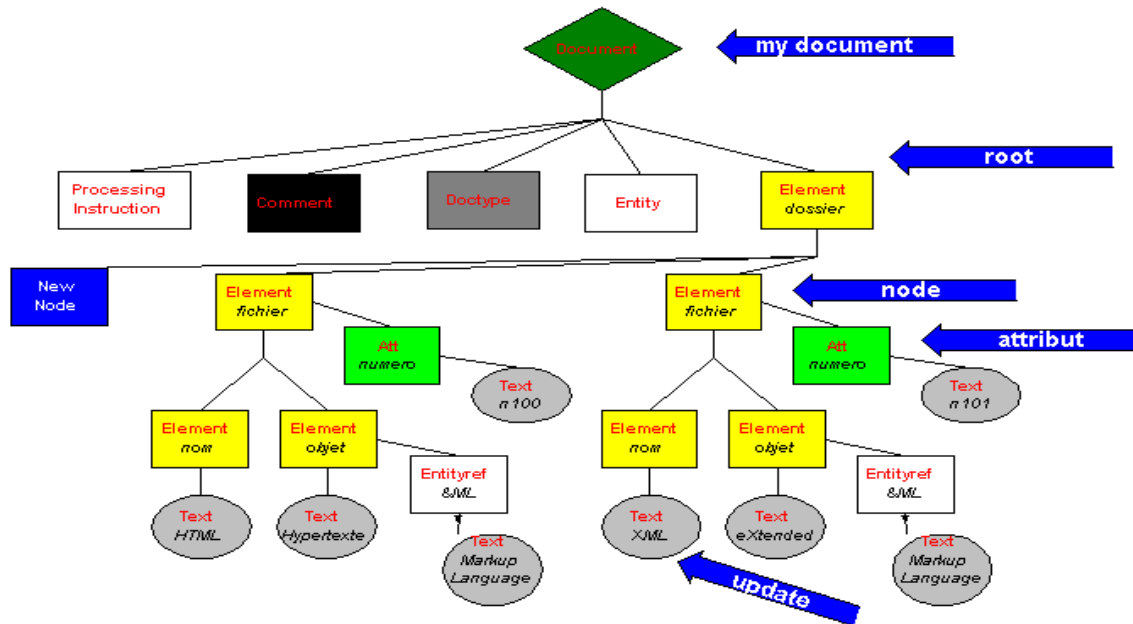 Document
my document
root
Processing
Instruction
Comment
Doctype
Entity
Element
dossier
New
Node
Element
fichier
Element
fichier
node
attribut
Att
numero
Att
numero
Text
n100
Text
n101
Element
nom
Element
objet
Element
nom
Element
objet
Entityref
&ML
Entityref
&ML
Text
HTML
Text
Hypertexte
Text
XML
Text
eXtended
Text
Markup
Language
Text
Markup
Language
update